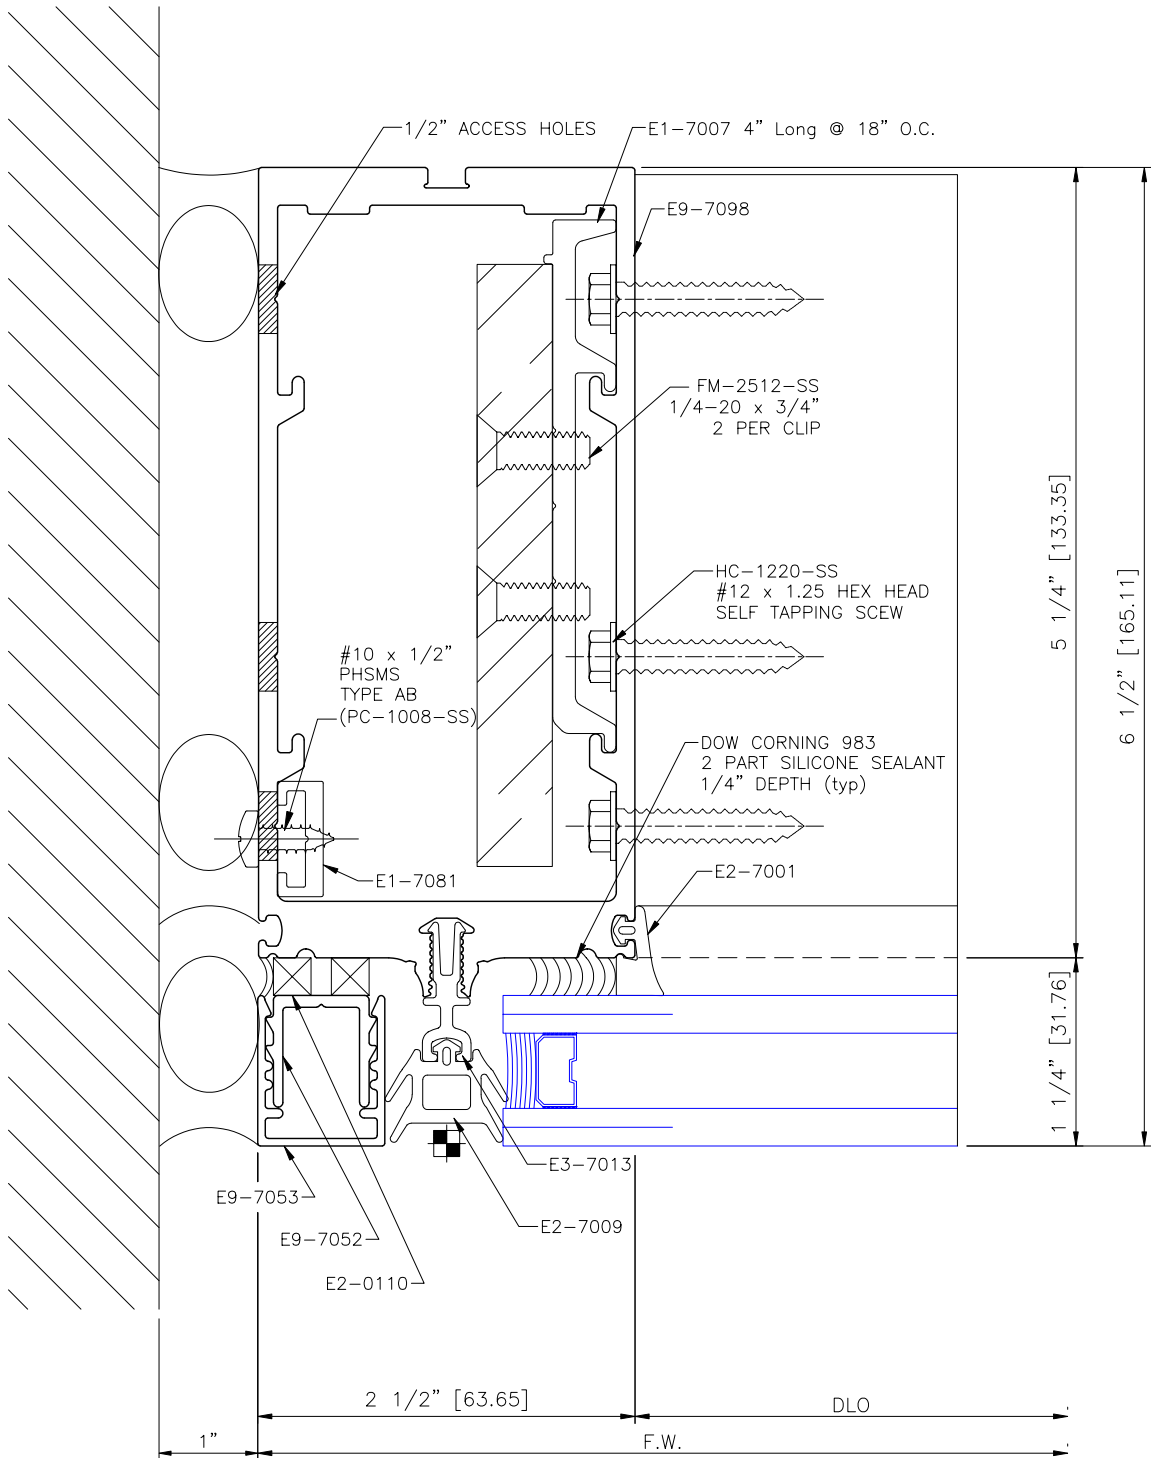 1/2” ACCESS HOLES
E1-7007 4” Long @ 18” O.C.
E9-7098
FM-2512-SS
1/4-20 x 3/4”
2 PER CLIP
5 1/4” [133.35]
6 1/2” [165.11]
HC-1220-SS
#12 x 1.25 HEX HEAD
SELF TAPPING SCEW
#10 x 1/2”
PHSMS
TYPE AB
(PC-1008-SS)
DOW CORNING 983
2 PART SILICONE SEALANT
1/4” DEPTH (typ)
E1-7081
E2-7001
1 1/4” [31.76]
E3-7013
E9-7053
E2-7009
E9-7052
E2-0110
2 1/2” [63.65]
DLO
1”
F.W.